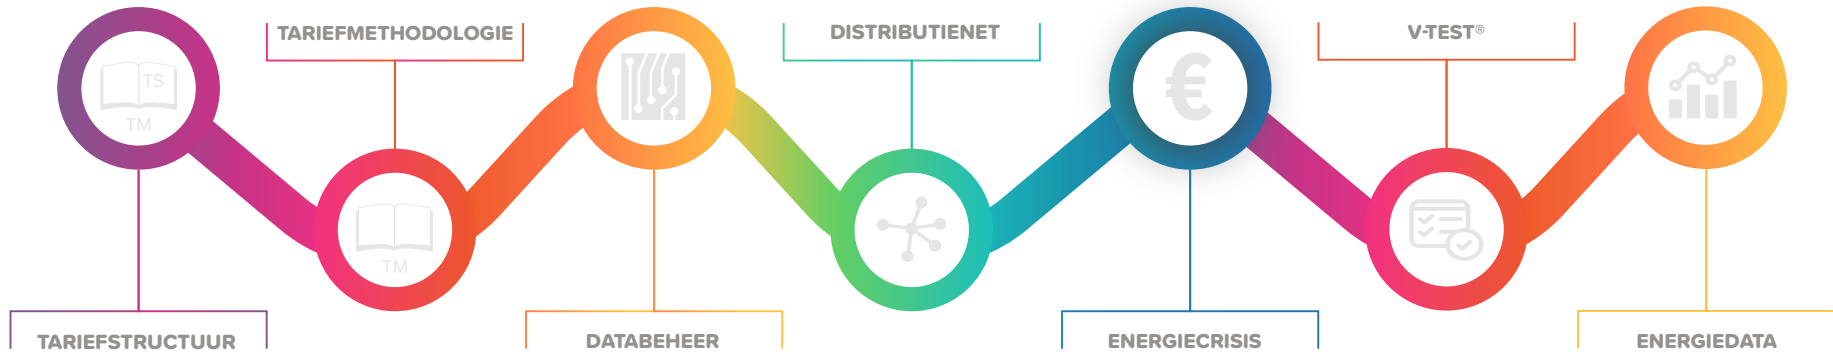 TARIEFMETHODOLOGIE
DISTRIBUTIENET
V-TEST®
TS
TM
€
TM
TARIEFSTRUCTUUR
DATABEHEER
ENERGIECRISIS
ENERGIEDATA